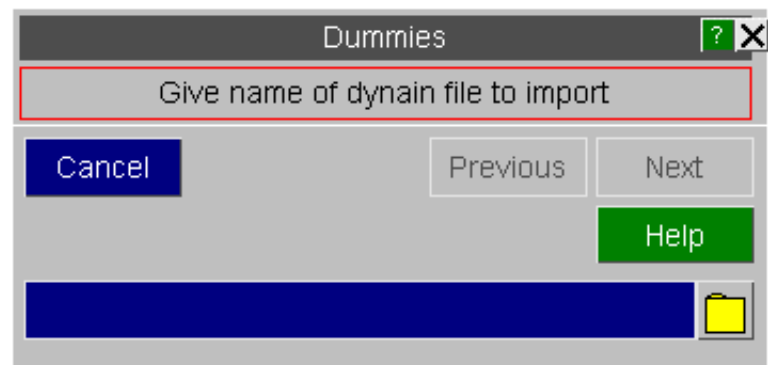 Dummies ? X
Give name of dynain file to import
Cancel Previous Next
Help